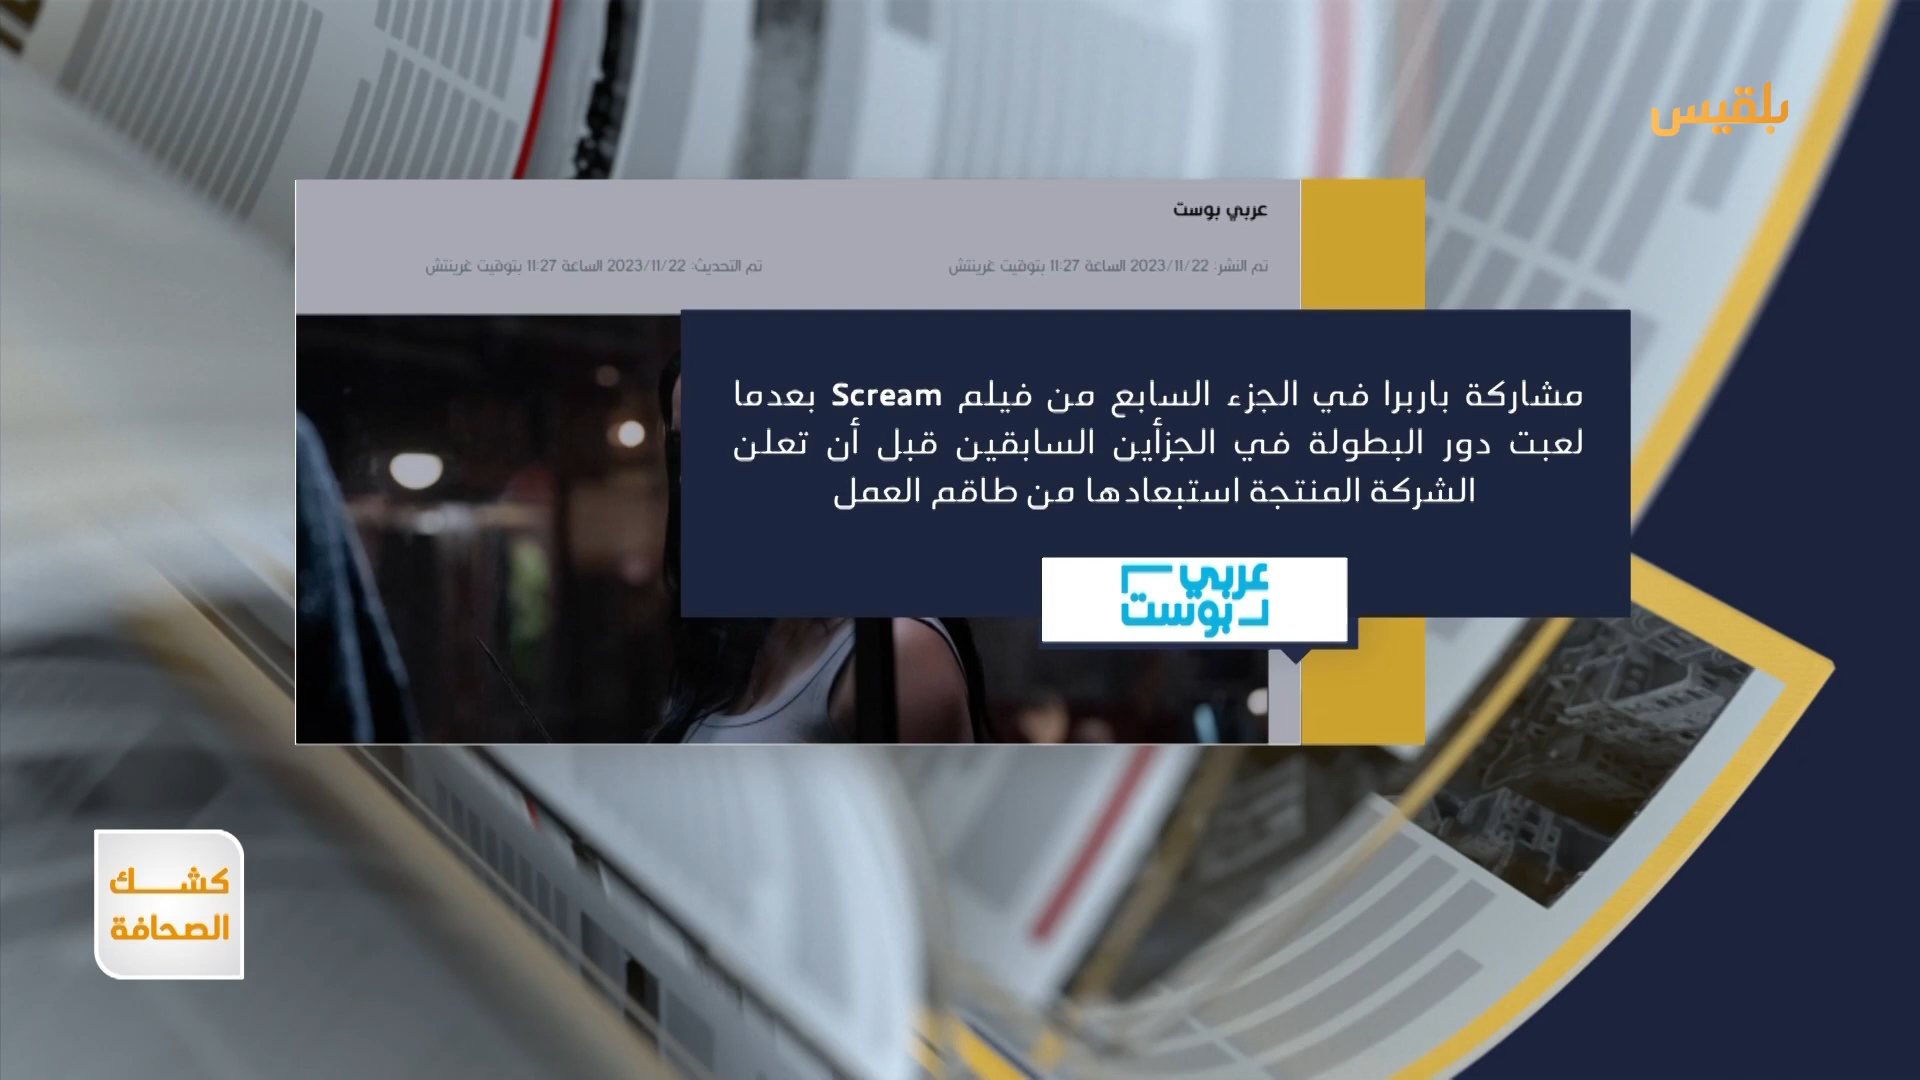 بلقيس
عربي بوست
تم النشر: 2023/11/22 الساعة 11:27 بتوقيت غرينتش
تم التحديث: 2023/11/22 الساعة 11:27 بتوقيت غرينتش
مشاركة باربرا في الجزء السابع من فيلم Scream بعدما
لعبت دور البطولة في الجزأين السابقين قبل أن تعلن
الشركة المنتجة استبعادها من طاقم العمل
عربي
بوست
كشك
الصحافة